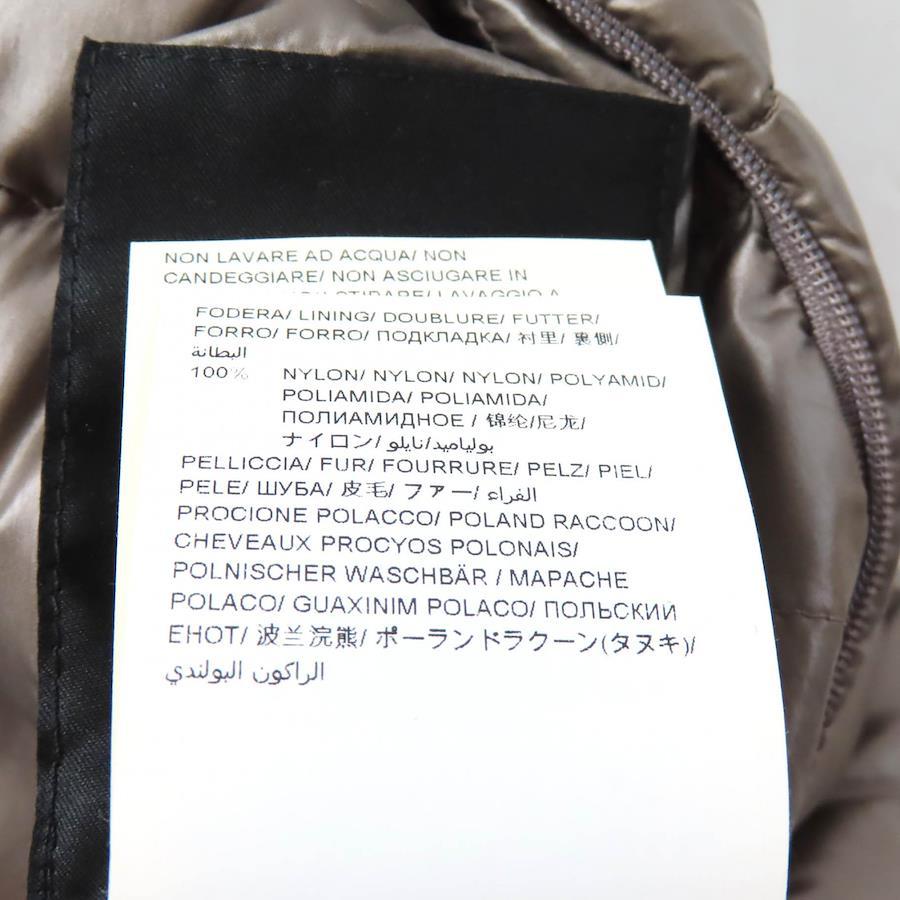 NON LAVARE AD ACQUA/ NON
CANDEGGIARE/ NON ASCIUGARE IN
STIRARE/ LAVAGGIO A
FODERA/ LINING/ DOUBLURE/ FUTTER/
FORRO/ FORRO/ ПОДКЛАДКА/ 衬里/ 裏側/
البطانة
100% NYLON/ NYLON/ NYLON/ POLYAMID/
POLIAMIDA/ POLIAMIDA/
ПОЛИАМИДНОЕ / 锦纶/尼龙/
ナイロン/ بولياميد/نايلو
PELLICCIA/ FUR/ FOURRURE/ PELZ/ PIEL/
PELE/ ШУБА/ 皮毛/ ファー/ الفراء
PROCIONE POLACCO/ POLAND RACCOON/
CHEVEAUX PROCYOS POLONAIS/
POLNISCHER WASCHBÄR / MAPACHE
POLACO/ GUAXINIM POLACO/ ПОЛЬСКИЙ
ЕНОТ/ 波兰浣熊/ ポーランドラクーン(タヌキ)/
الراكون البولندي